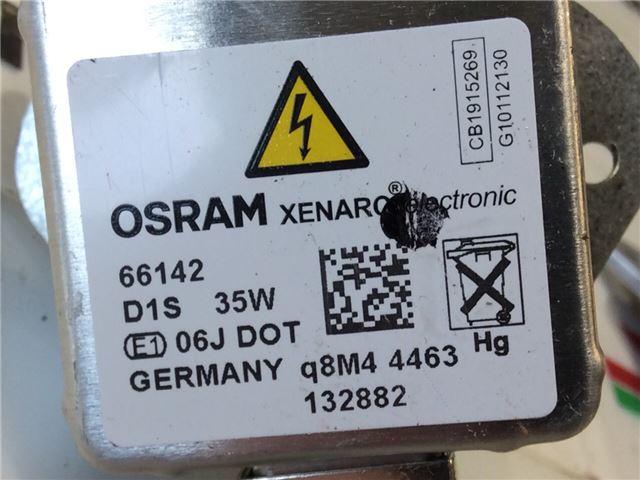 CB1915269
G10112130
OSRAM XENARC® electronic
66142
D1S 35W
E1 06J DOT
GERMANY q8M4 4463
132882
Hg